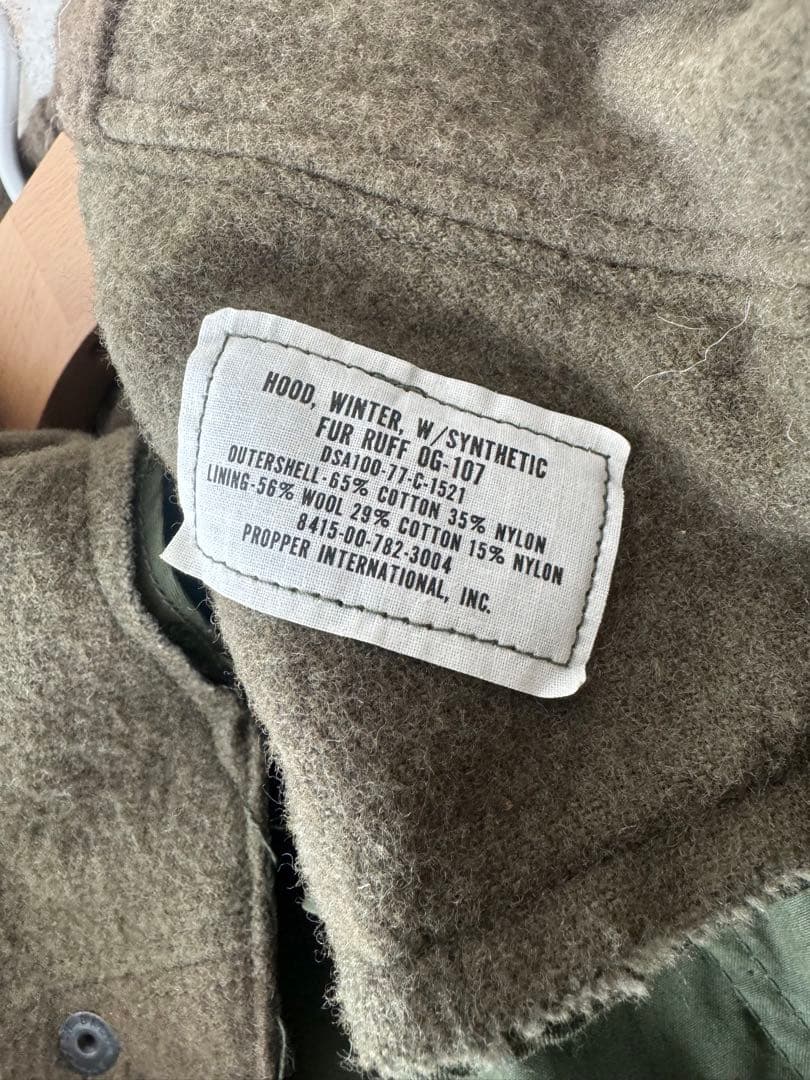 HOOD, WINTER, W/SYNTHETIC
FUR RUFF OG-107
DSA100-77-C-1521
OUTERSHELL-65% COTTON 35% NYLON
LINING-56% WOOL 29% COTTON 15% NYLON
8415-00-782-3004
PROPPER INTERNATIONAL, INC.